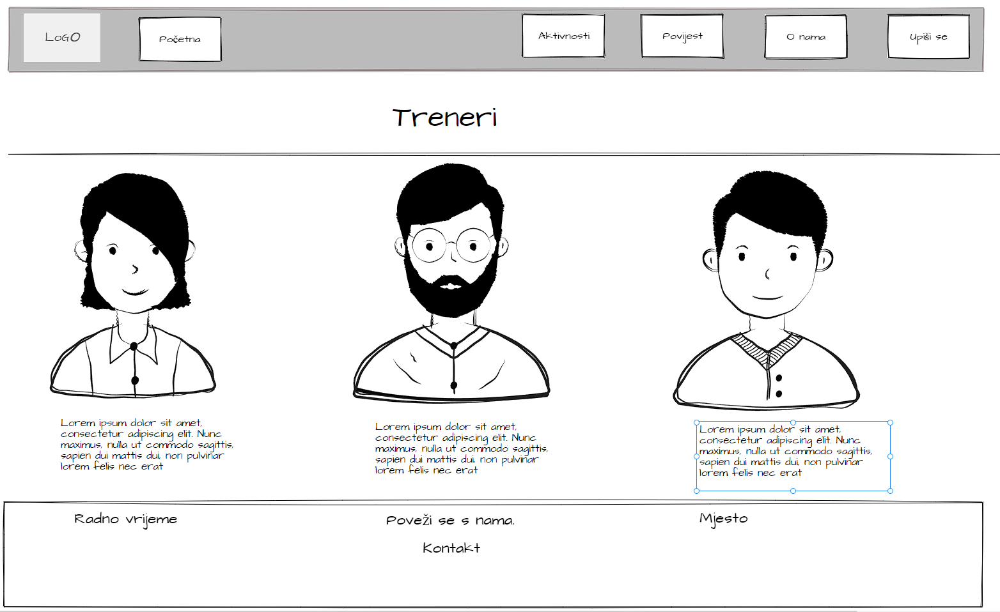 LogO
Početna
Aktivnosti
Povijest
O nama
Upiši se
Treneri
Lorem ipsum dolor sit amet,
consectetur adipiscing elit. Nunc
maximus, nulla ut commodo sagittis,
sapien dui mattis dui, non pulvinar
lorem felis nec erat
Lorem ipsum dolor sit amet,
consectetur adipiscing elit. Nunc
maximus, nulla ut commodo sagittis,
sapien dui mattis dui, non pulvinar
lorem felis nec erat
Lorem ipsum dolor sit amet,
consectetur adipiscing elit. Nunc
maximus, nulla ut commodo sagittis,
sapien dui mattis dui, non pulvinar
lorem felis nec erat
Radno vrijeme
Poveži se s nama.
Kontakt
Mjesto